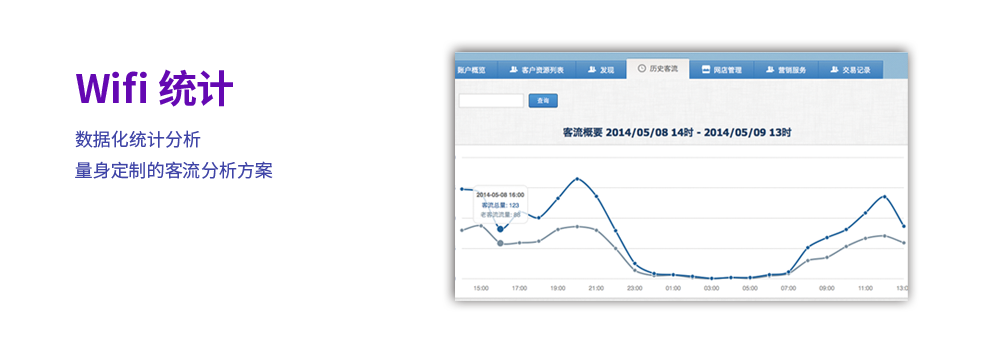 Wifi 统计
数据化统计分析
量身定制的客流分析方案
账户概览 客户资源列表 发现 历史客流 网店管理 营销服务 交易记录
查询
客流概要 2014/05/08 14时 - 2014/05/09 13时
2014-05-08 16:00
客流总量: 123
老客流流量:
15:00 17:00 19:00 21:00 23:00 01:00 03:00 05:00 07:00 09:00 11:00 13:0